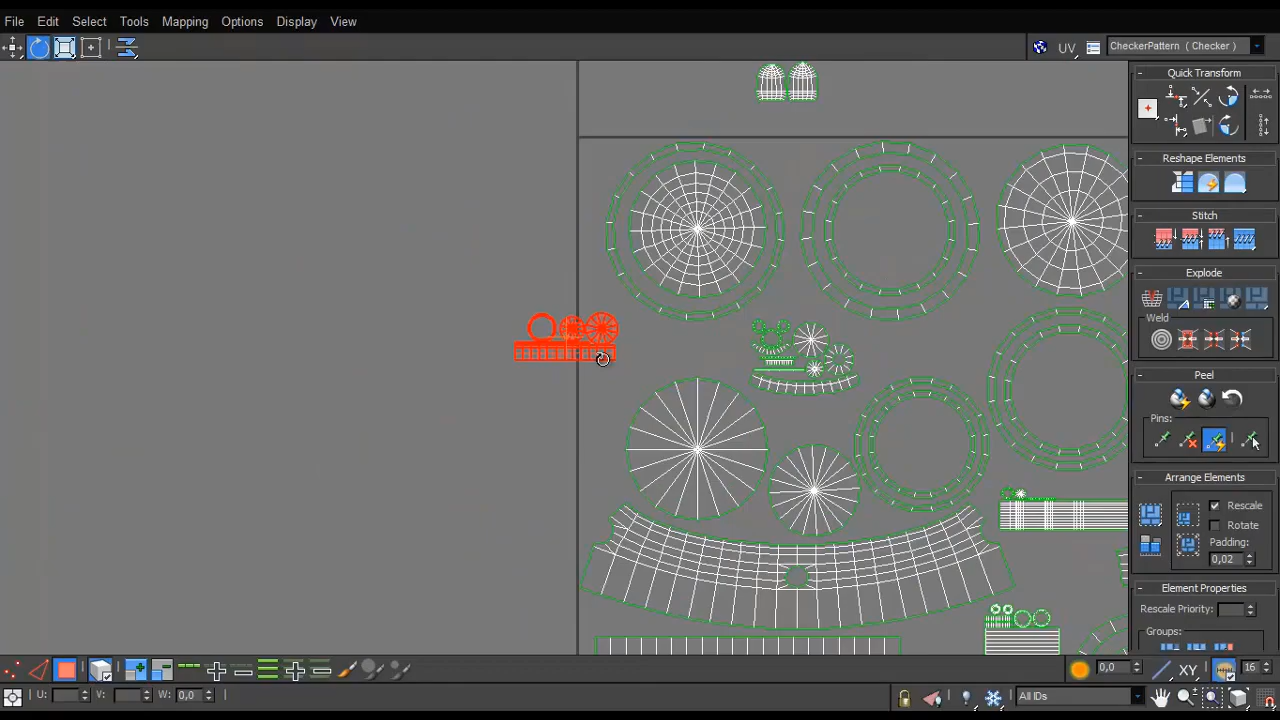 File Edit Select Tools Mapping Options Display View
UV CheckerPattern ( Checker )
Quick Transform
Reshape Elements
Stitch
Explode
Weld
Peel
Pins:
Arrange Elements
Rescale
Rotate
Padding:
0,02
Element Properties
Rescale Priority:
Groups:
0,0 XY 16
U: V: W: 0,0 All IDs